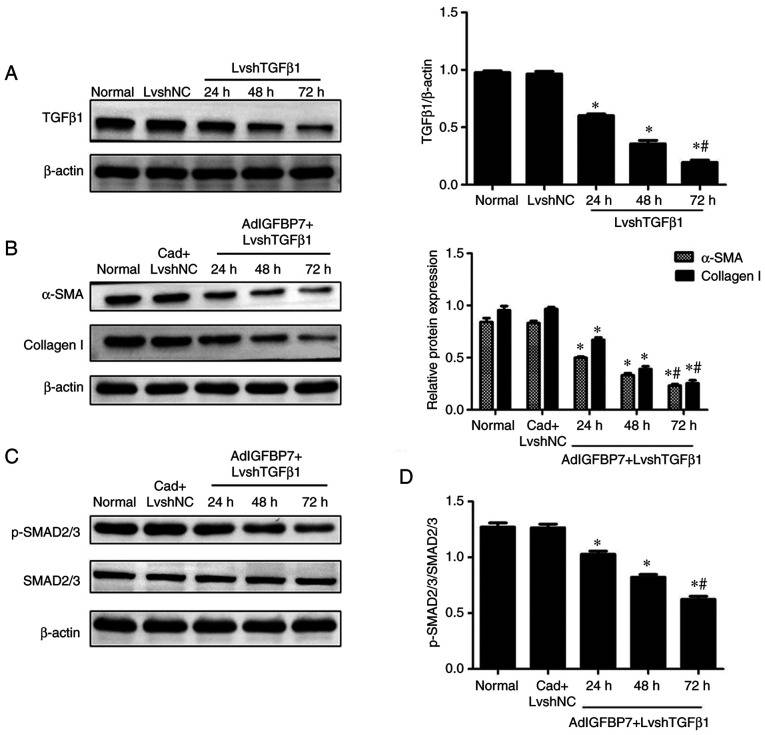 A
LvshTGFβ1
Normal LvshNC 24 h 48 h 72 h
TGFβ1
β-actin
TGFβ1/β-actin
1.5
1.0
0.5
0.0
*
*
*#
Normal LvshNC 24 h 48 h 72 h
LvshTGFβ1
B
AdIGFBP7+
LvshTGFβ1
Cad+
Normal LvshNC 24 h 48 h 72 h
α-SMA
Collagen I
β-actin
Relative protein expression
1.5
1.0
0.5
0.0
α-SMA
Collagen I
* *
* *
*# *#
Normal Cad+ 24 h 48 h 72 h
LvshNC
AdIGFBP7+LvshTGFβ1
C
AdIGFBP7+
LvshTGFβ1
Cad+
Normal LvshNC 24 h 48 h 72 h
p-SMAD2/3
SMAD2/3
β-actin
D
p-SMAD2/3/SMAD2/3
1.5
1.0
0.5
0.0
*
*
*#
Normal Cad+ 24 h 48 h 72 h
LvshNC
AdIGFBP7+LvshTGFβ1